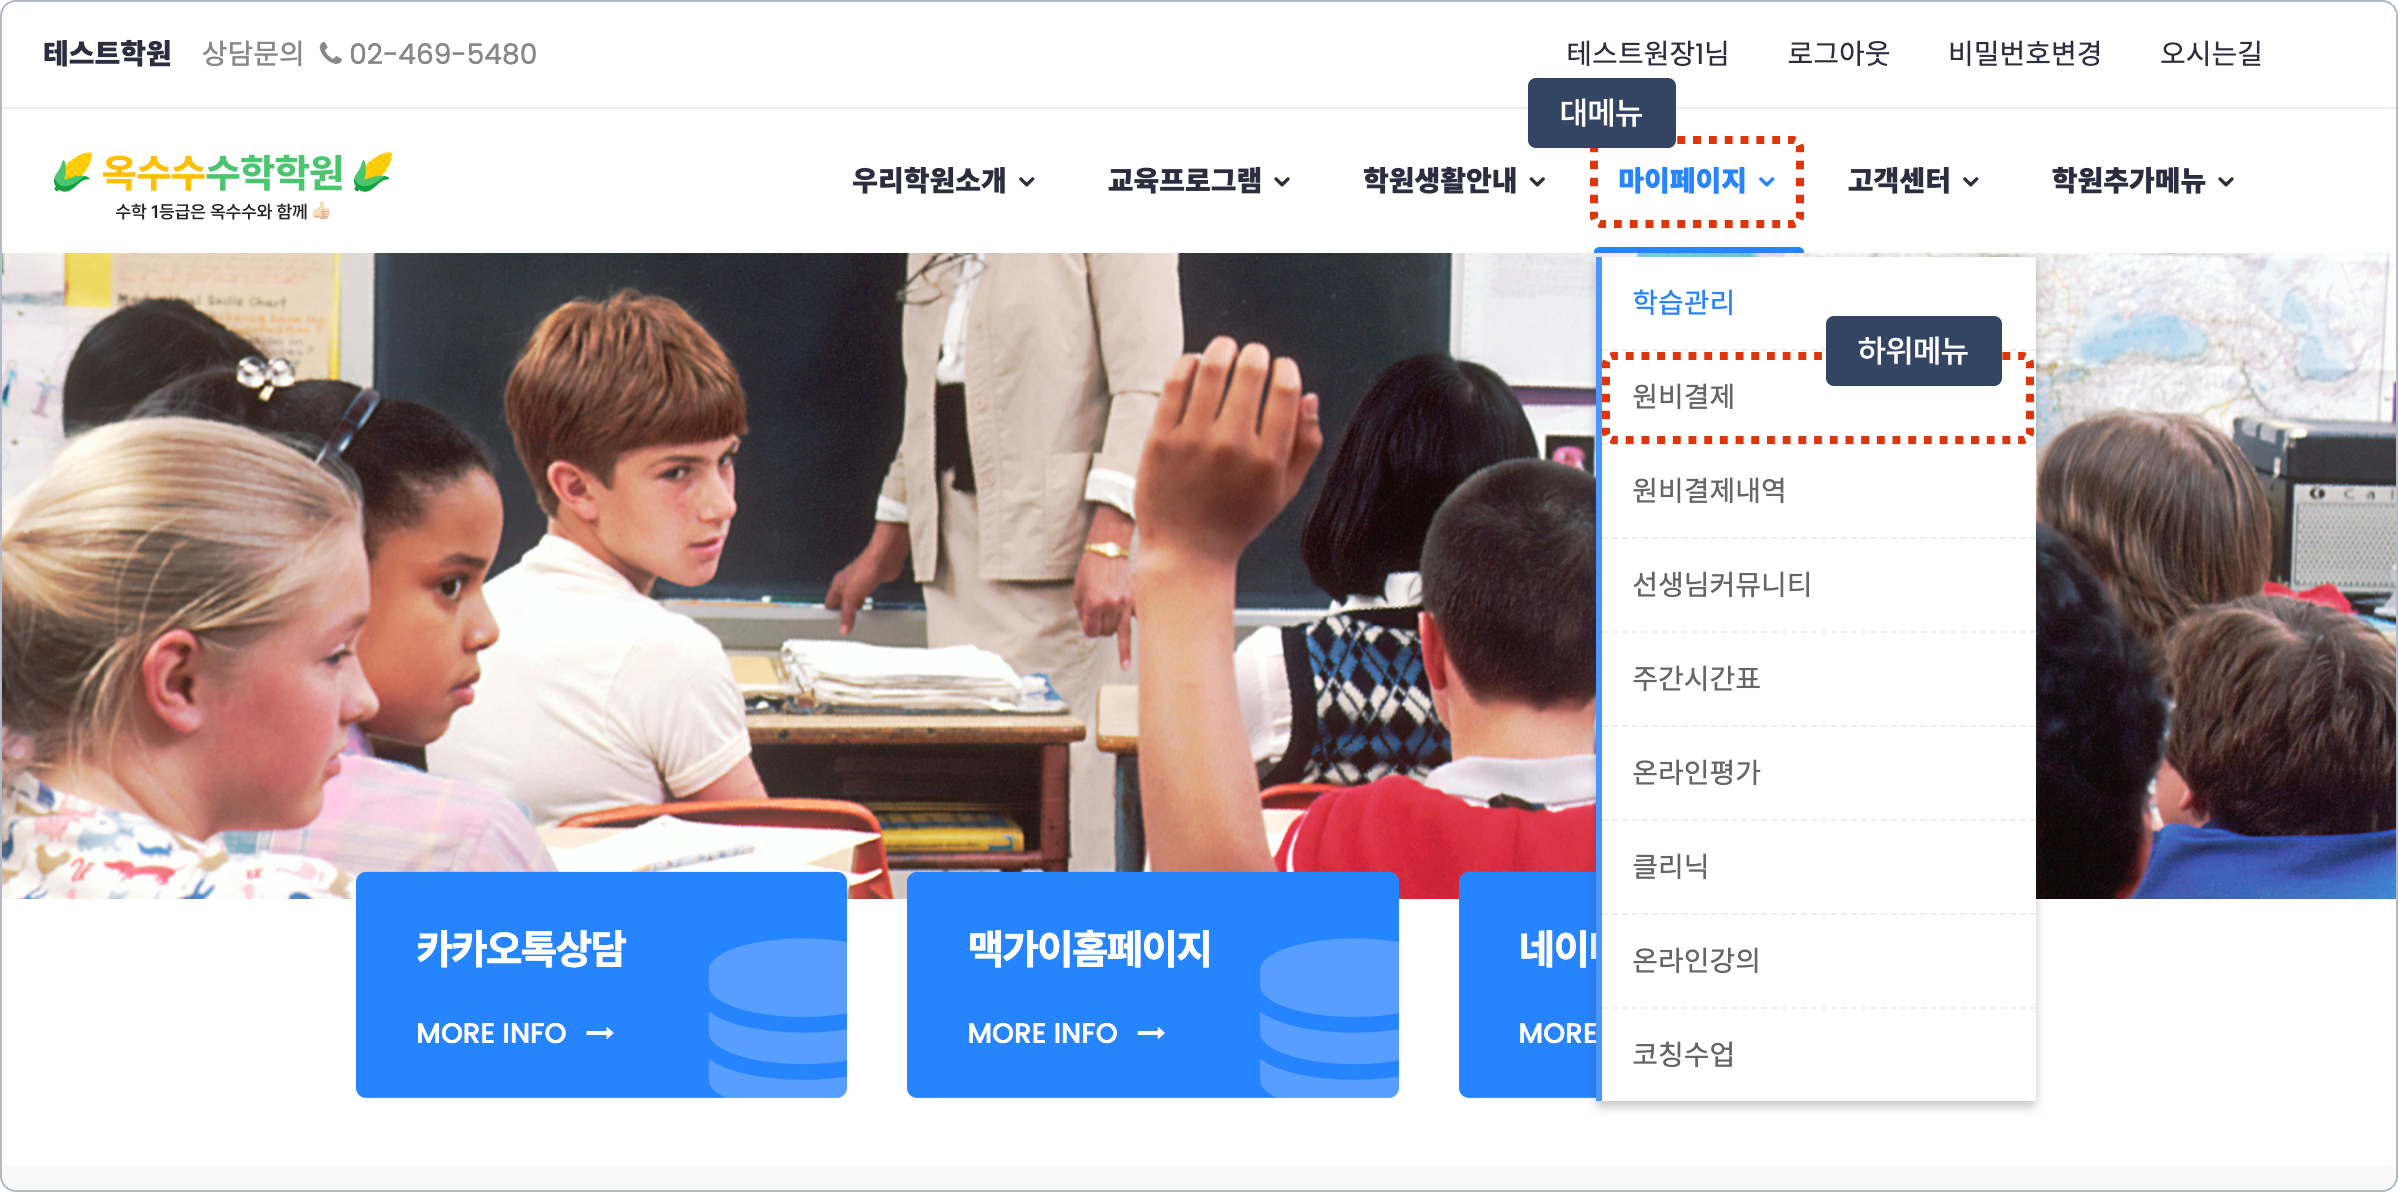 테스트학원 상담문의 02-469-5480
테스트원장1님 로그아웃 비밀번호변경 오시는길
대메뉴
옥수수수학학원
수학 1등급은 옥수수와 함께
우리학원소개 교육프로그램 학원생활안내 마이페이지 고객센터 학원추가메뉴
학습관리
하위메뉴
원비결제
원비결제내역
선생님커뮤니티
주간시간표
온라인평가
클리닉
온라인강의
코칭수업
카카오톡상담
MORE INFO
맥가이홈페이지
MORE INFO
네이
MORE